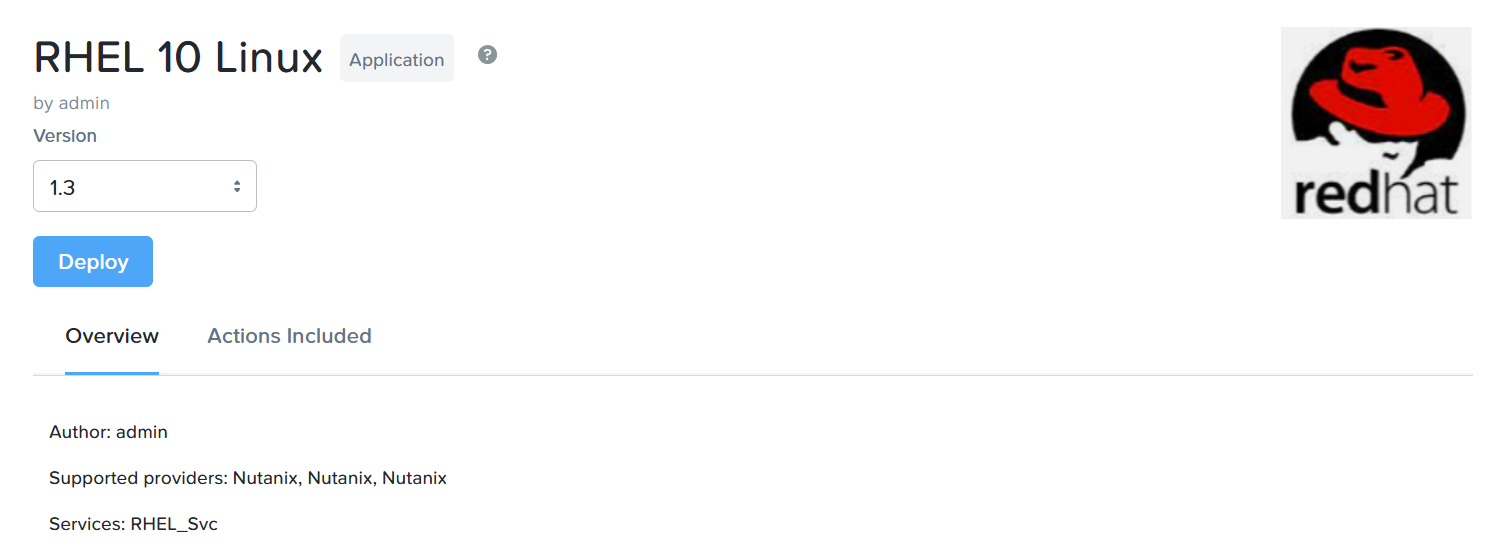 RHEL 10 Linux Application ?
by admin
Version
1.3
Deploy
redhat
Overview Actions Included
Author: admin
Supported providers: Nutanix, Nutanix, Nutanix
Services: RHEL_Svc